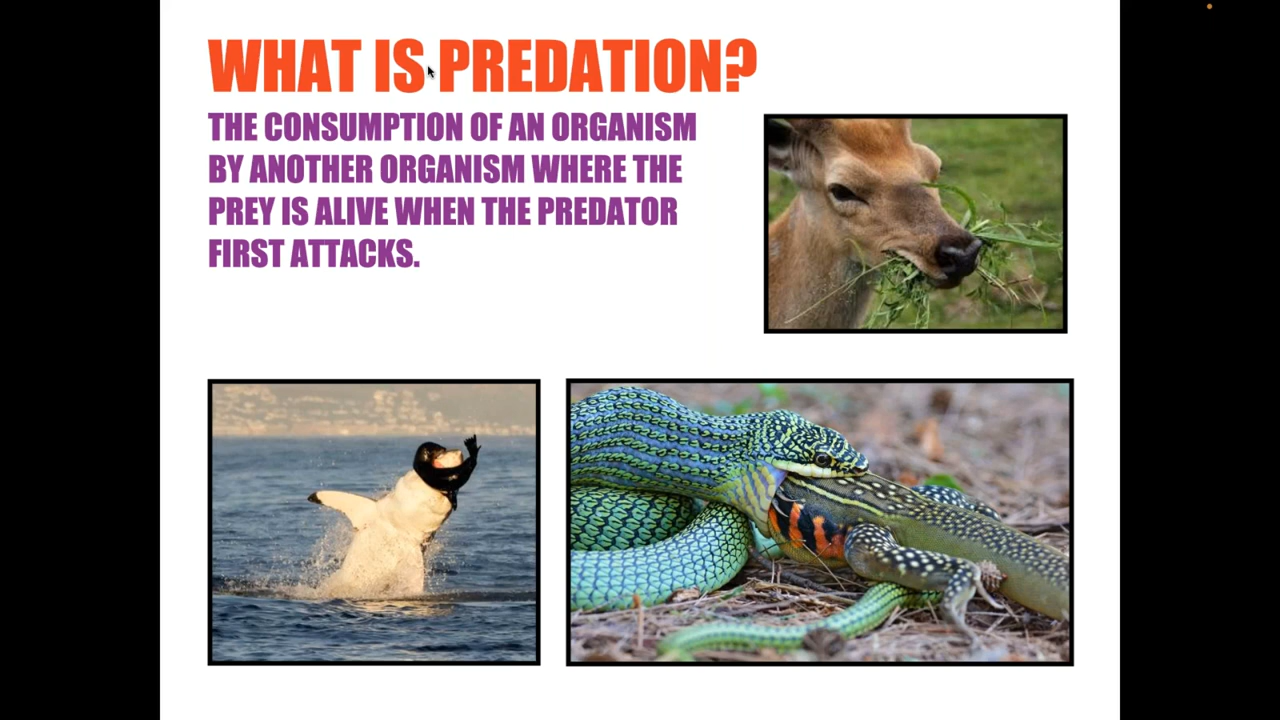 WHAT IS PREDATION?
THE CONSUMPTION OF AN ORGANISM
BY ANOTHER ORGANISM WHERE THE
PREY IS ALIVE WHEN THE PREDATOR
FIRST ATTACKS.